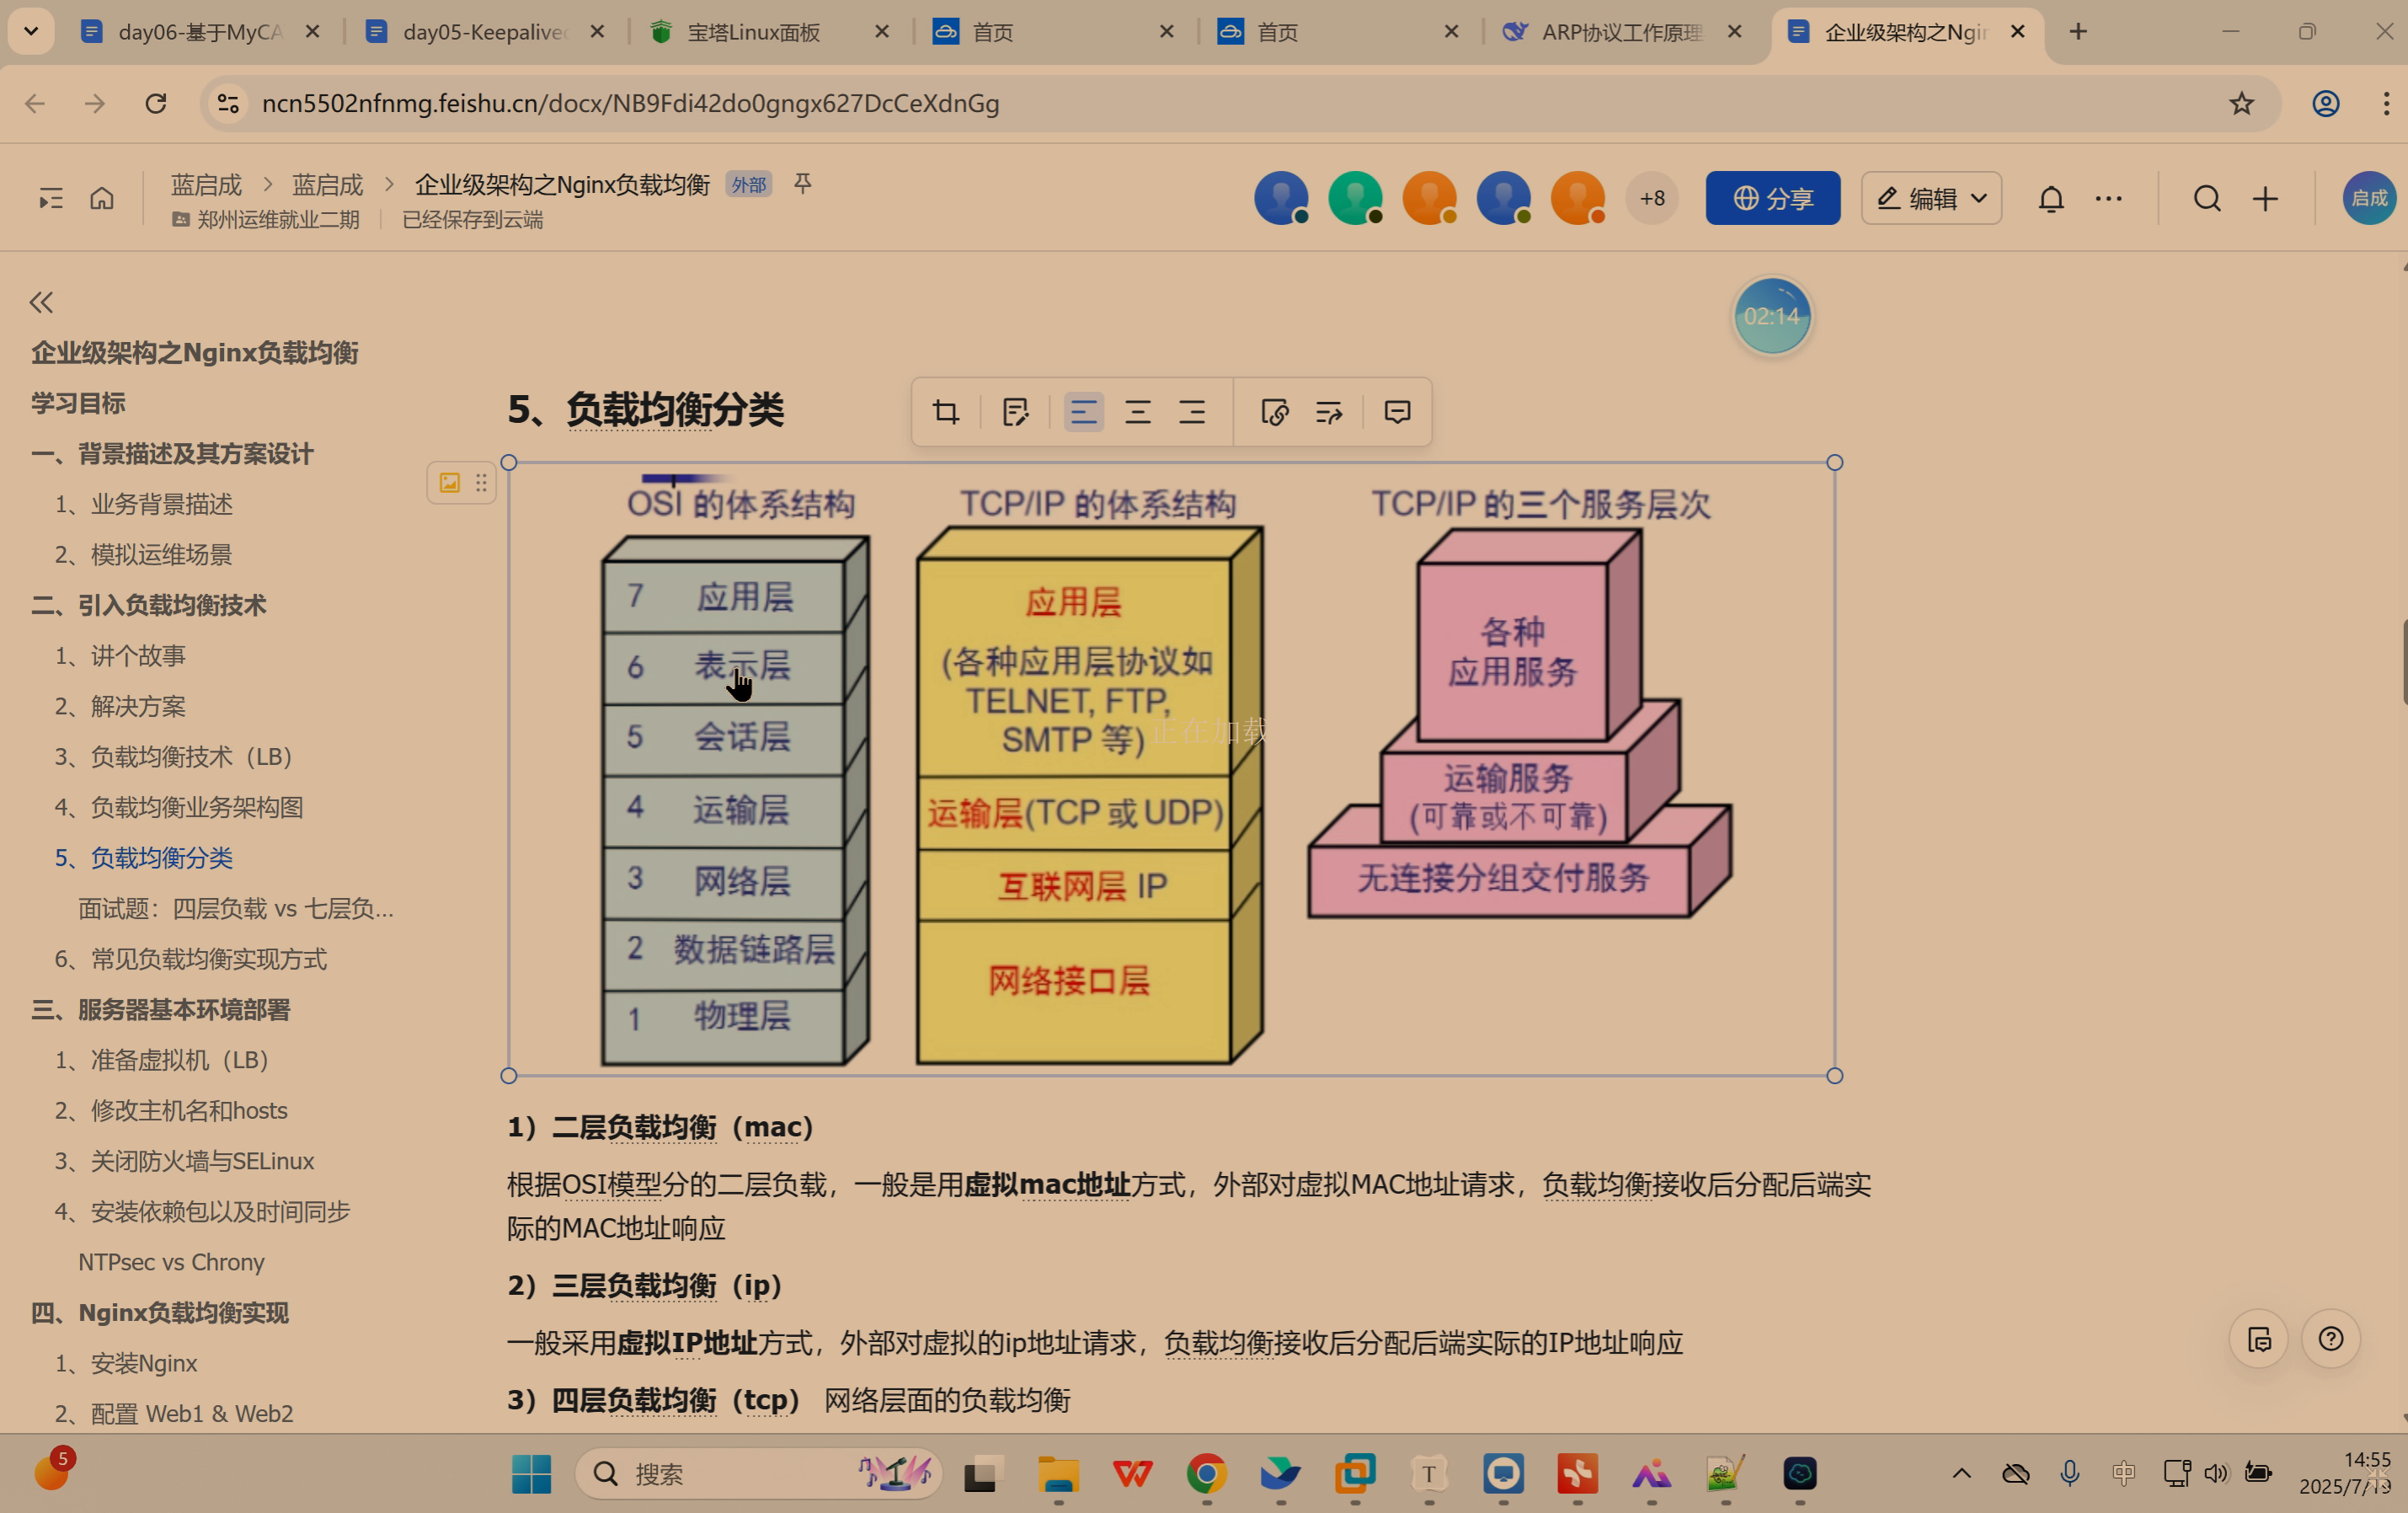 day06-基于MyCA
day05-Keepalived
宝塔Linux面板
首页
首页
ARP协议工作原理
企业级架构之Ngin
ncn5502nfnmg.feishu.cn/docx/NB9Fdi42do0gngx627DcCeXdnGg
蓝启成 > 蓝启成 > 企业级架构之Nginx负载均衡 外部
郑州运维就业二期 | 已经保存到云端
+8
分享
编辑
启成
02:14
企业级架构之Nginx负载均衡
学习目标
一、背景描述及其方案设计
1、业务背景描述
2、模拟运维场景
二、引入负载均衡技术
1、讲个故事
2、解决方案
3、负载均衡技术（LB）
4、负载均衡业务架构图
5、负载均衡分类
面试题：四层负载 vs 七层负...
6、常见负载均衡实现方式
三、服务器基本环境部署
1、准备虚拟机（LB）
2、修改主机名和hosts
3、关闭防火墙与SELinux
4、安装依赖包以及时间同步
NTPsec vs Chrony
四、Nginx负载均衡实现
1、安装Nginx
2、配置 Web1 & Web2
5、负载均衡分类
OSI 的体系结构
7 应用层
6 表示层
5 会话层
4 运输层
3 网络层
2 数据链路层
1 物理层
TCP/IP 的体系结构
应用层
(各种应用层协议如
TELNET, FTP,
SMTP 等)
运输层(TCP 或 UDP)
互联网层 IP
网络接口层
TCP/IP 的三个服务层次
各种
应用服务
运输服务
(可靠或不可靠)
无连接分组交付服务
正在加载
1）二层负载均衡（mac）
根据OSI模型分的二层负载，一般是用虚拟mac地址方式，外部对虚拟MAC地址请求，负载均衡接收后分配后端实
际的MAC地址响应
2）三层负载均衡（ip）
一般采用虚拟IP地址方式，外部对虚拟的ip地址请求，负载均衡接收后分配后端实际的IP地址响应
3）四层负载均衡（tcp） 网络层面的负载均衡
5
搜索
中
14:55
2025/7/19